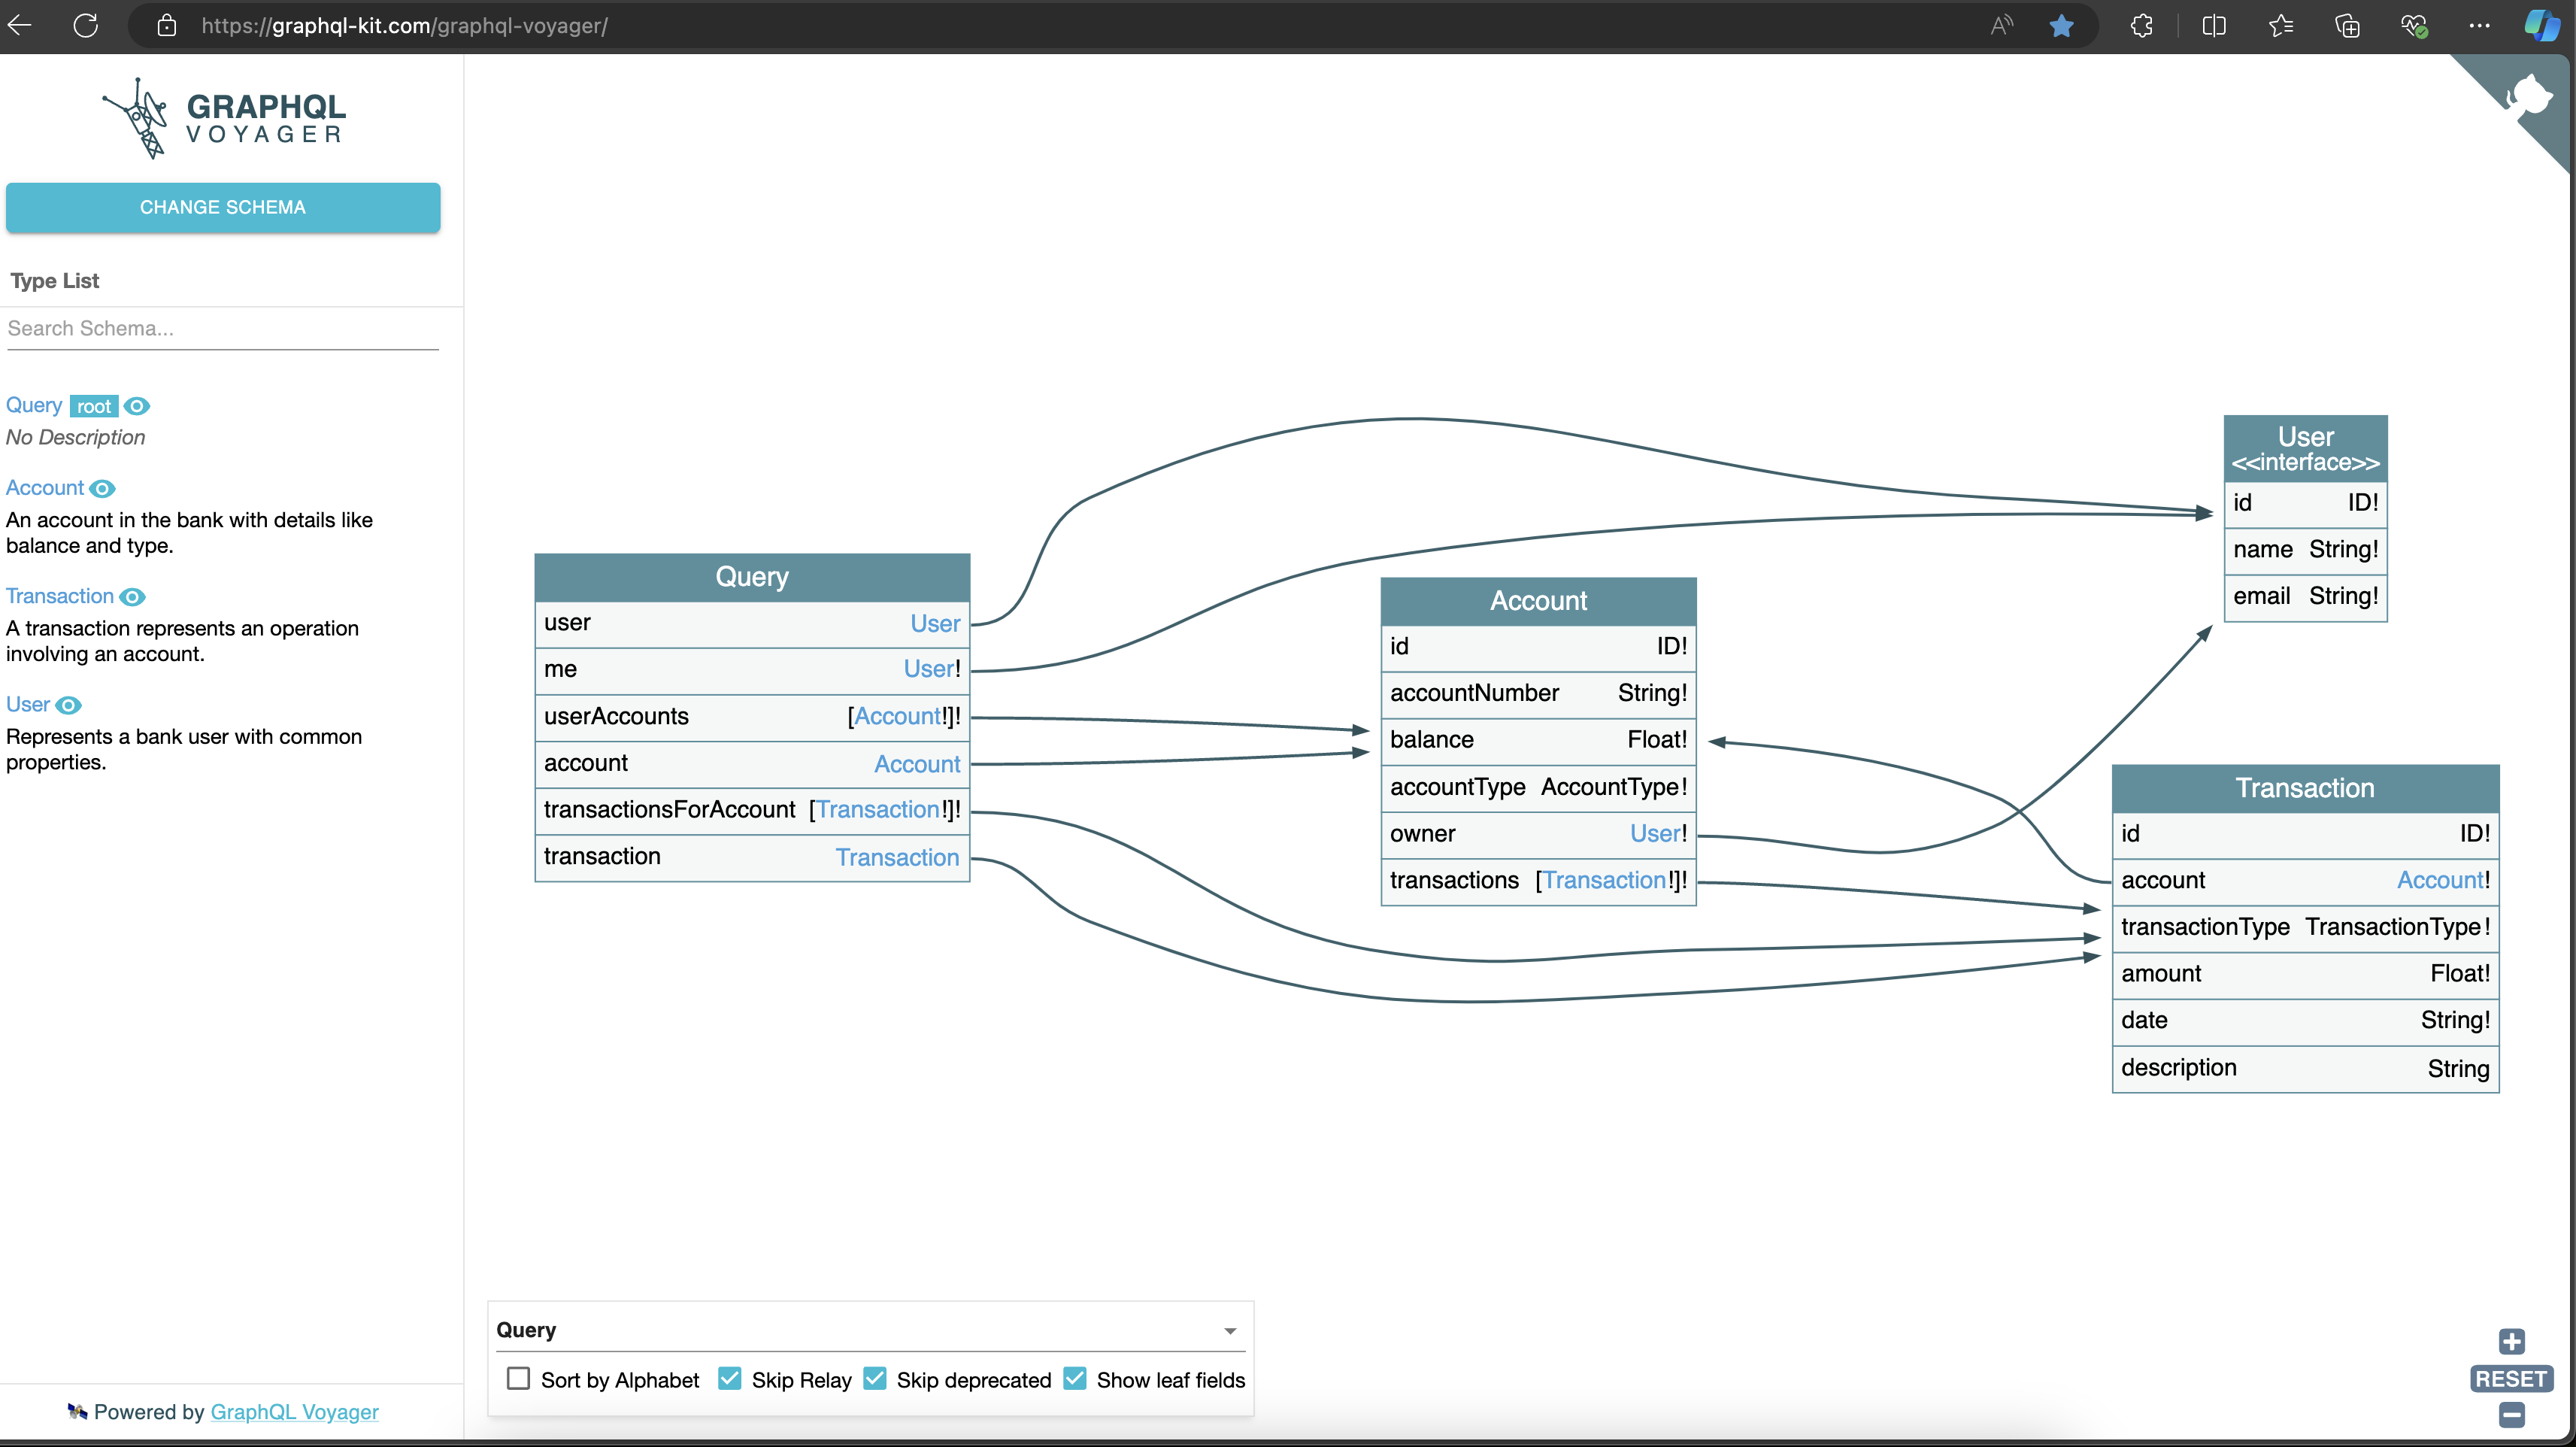 https://graphql-kit.com/graphql-voyager/
GRAPHQL
VOYAGER
CHANGE SCHEMA
Type List
Search Schema...
Query root
No Description
Account
An account in the bank with details like
balance and type.
Transaction
A transaction represents an operation
involving an account.
User
Represents a bank user with common
properties.
Powered by GraphQL Voyager
Query
user User
me User!
userAccounts [Account!]!
account Account
transactionsForAccount [Transaction!]!
transaction Transaction
Account
id ID!
accountNumber String!
balance Float!
accountType AccountType!
owner User!
transactions [Transaction!]!
User
<<interface>>
id ID!
name String!
email String!
Transaction
id ID!
account Account!
transactionType TransactionType!
amount Float!
date String!
description String
Query
Sort by Alphabet Skip Relay Skip deprecated Show leaf fields
RESET